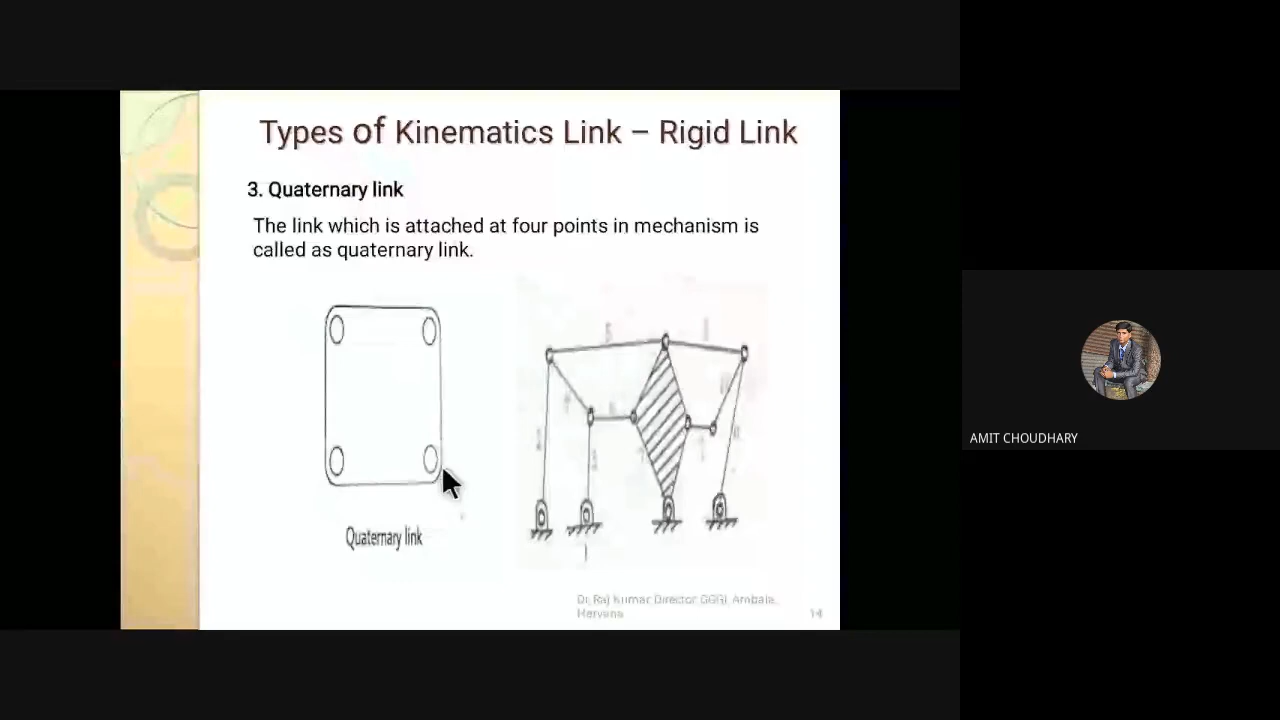 Types of Kinematics Link – Rigid Link
3. Quaternary link
The link which is attached at four points in mechanism is
called as quaternary link.
Quaternary link
AMIT CHOUDHARY
Dr. Raj Kumar, Director, GGGI, Ambala,
Haryana
14